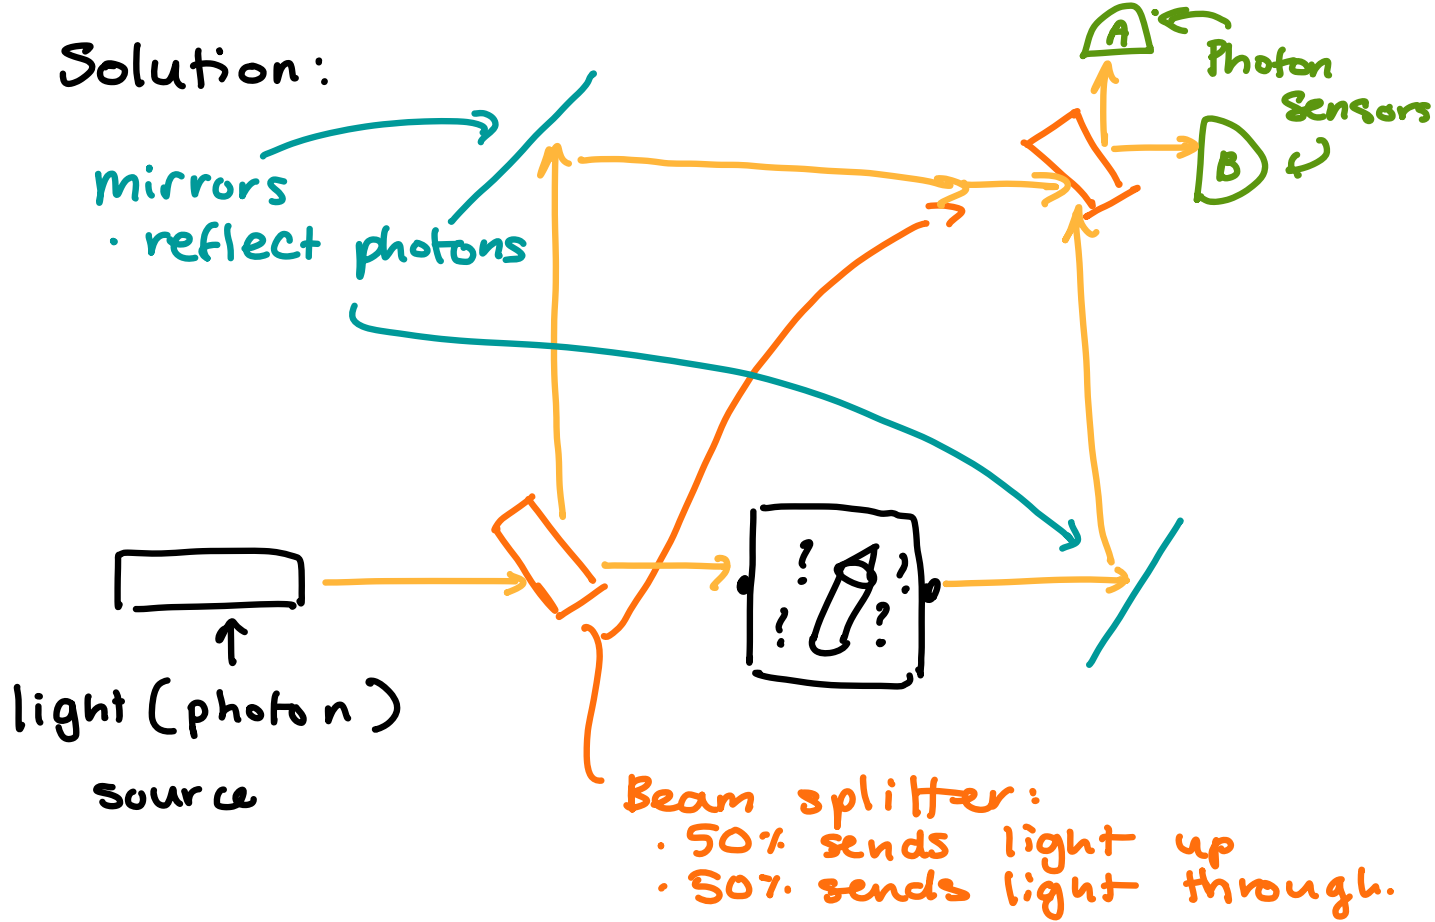 Solution:
A
Photon
sensors
B
mirrors
· reflect photons
? ?
? ?
light (photon)
source
Beam splitter:
· 50% sends light up
· 50% sends light through.